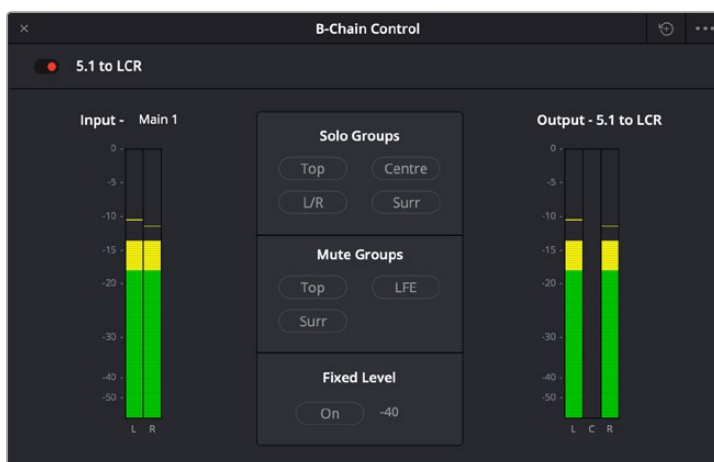 B-Chain Control
5.1 to LCR
Input - Main 1
0 -
-5 -
-10 -
-15 -
-20 -
-30 -
-40 -
-50 -
L R
Solo Groups
Top Centre
L/R Surr
Mute Groups
Top LFE
Surr
Fixed Level
On -40
Output - 5.1 to LCR
0 -
-5 -
-10 -
-15 -
-20 -
-30 -
-40 -
-50 -
L C R